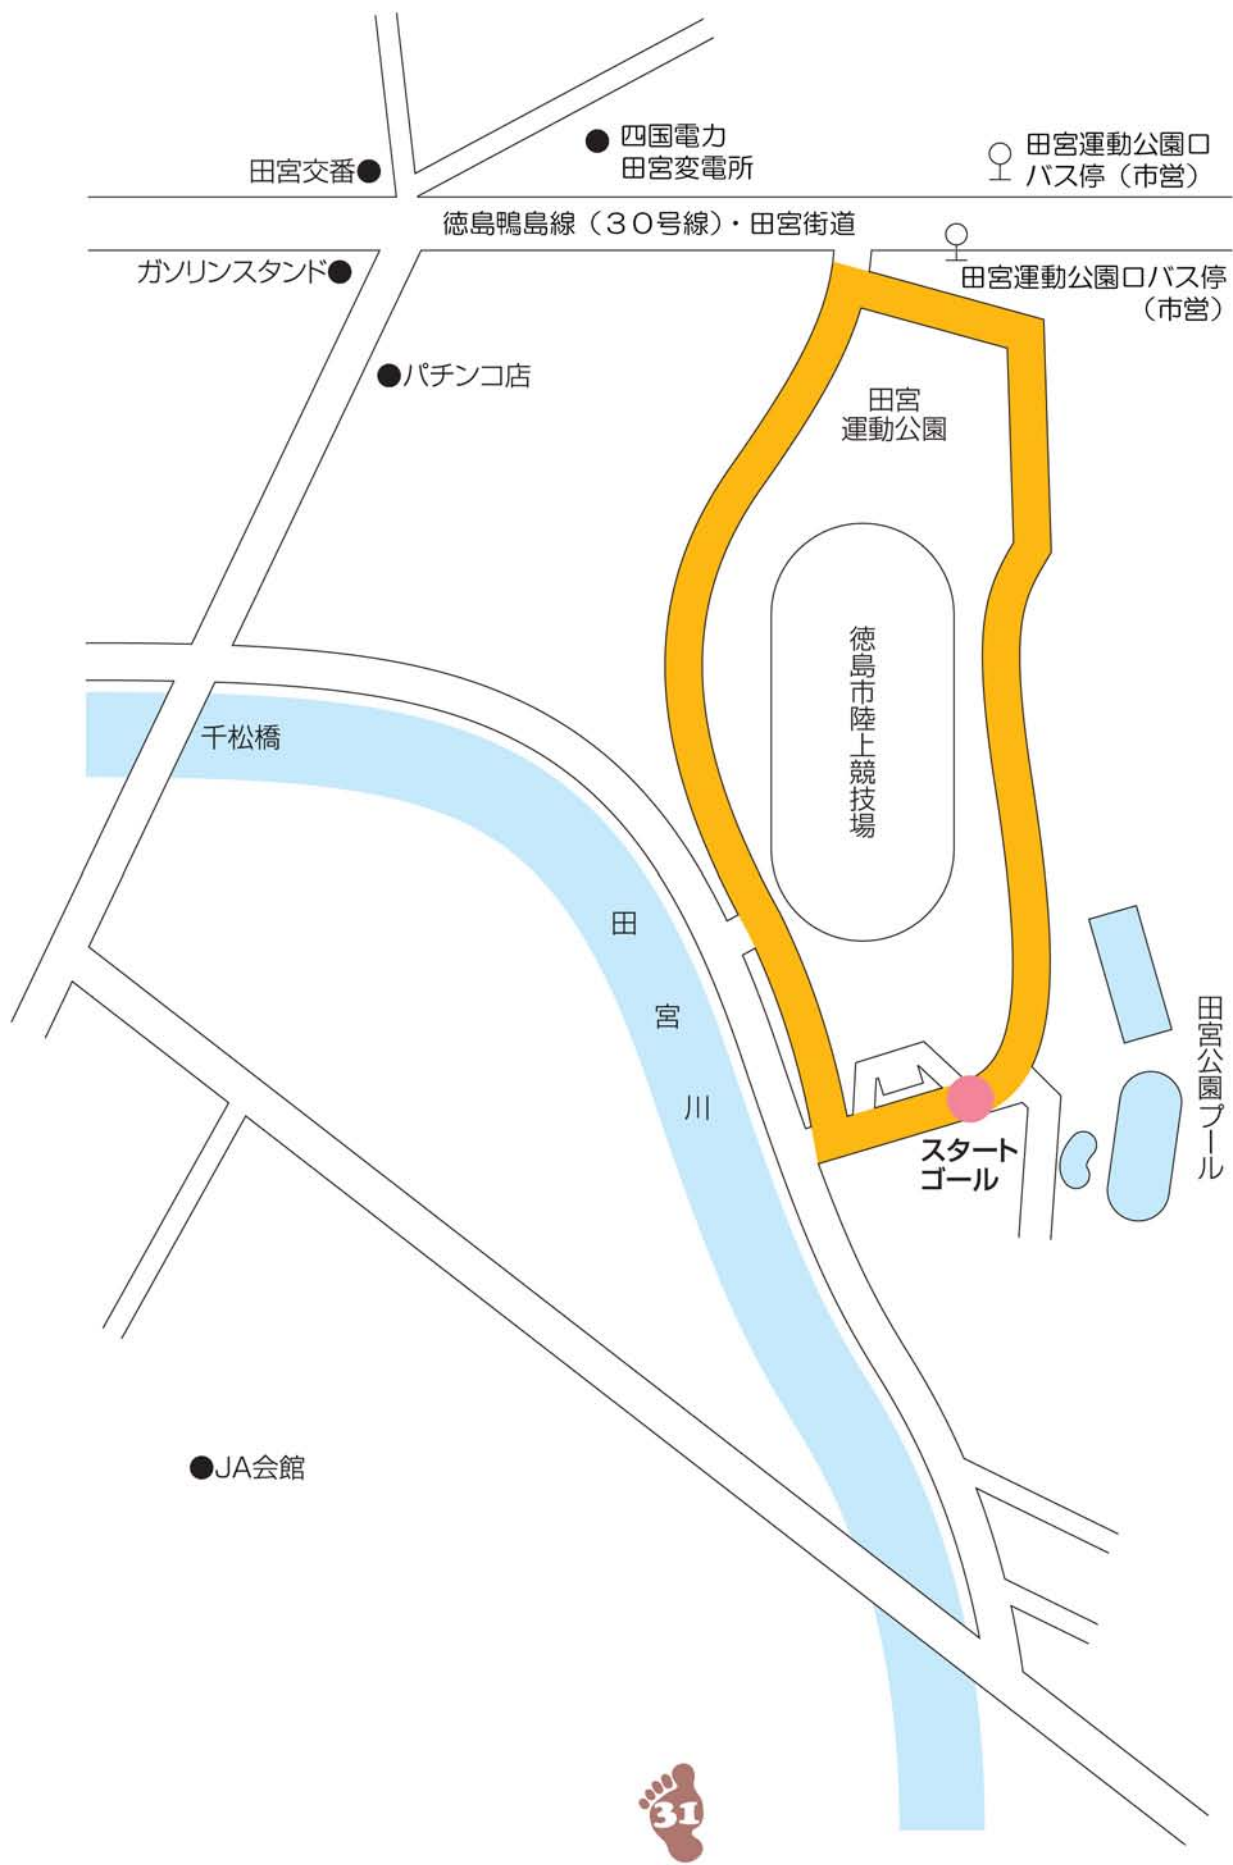 四国電力
田宮変電所
田宮運動公園口
バス停（市営）
田宮交番
徳島鴨島線（３０号線）・田宮街道
ガソリンスタンド
田宮運動公園口バス停
（市営）
パチンコ店
田宮
運動公園
徳島市陸上競技場
千松橋
田宮川
田宮公園プール
スタート
ゴール
JA会館
31